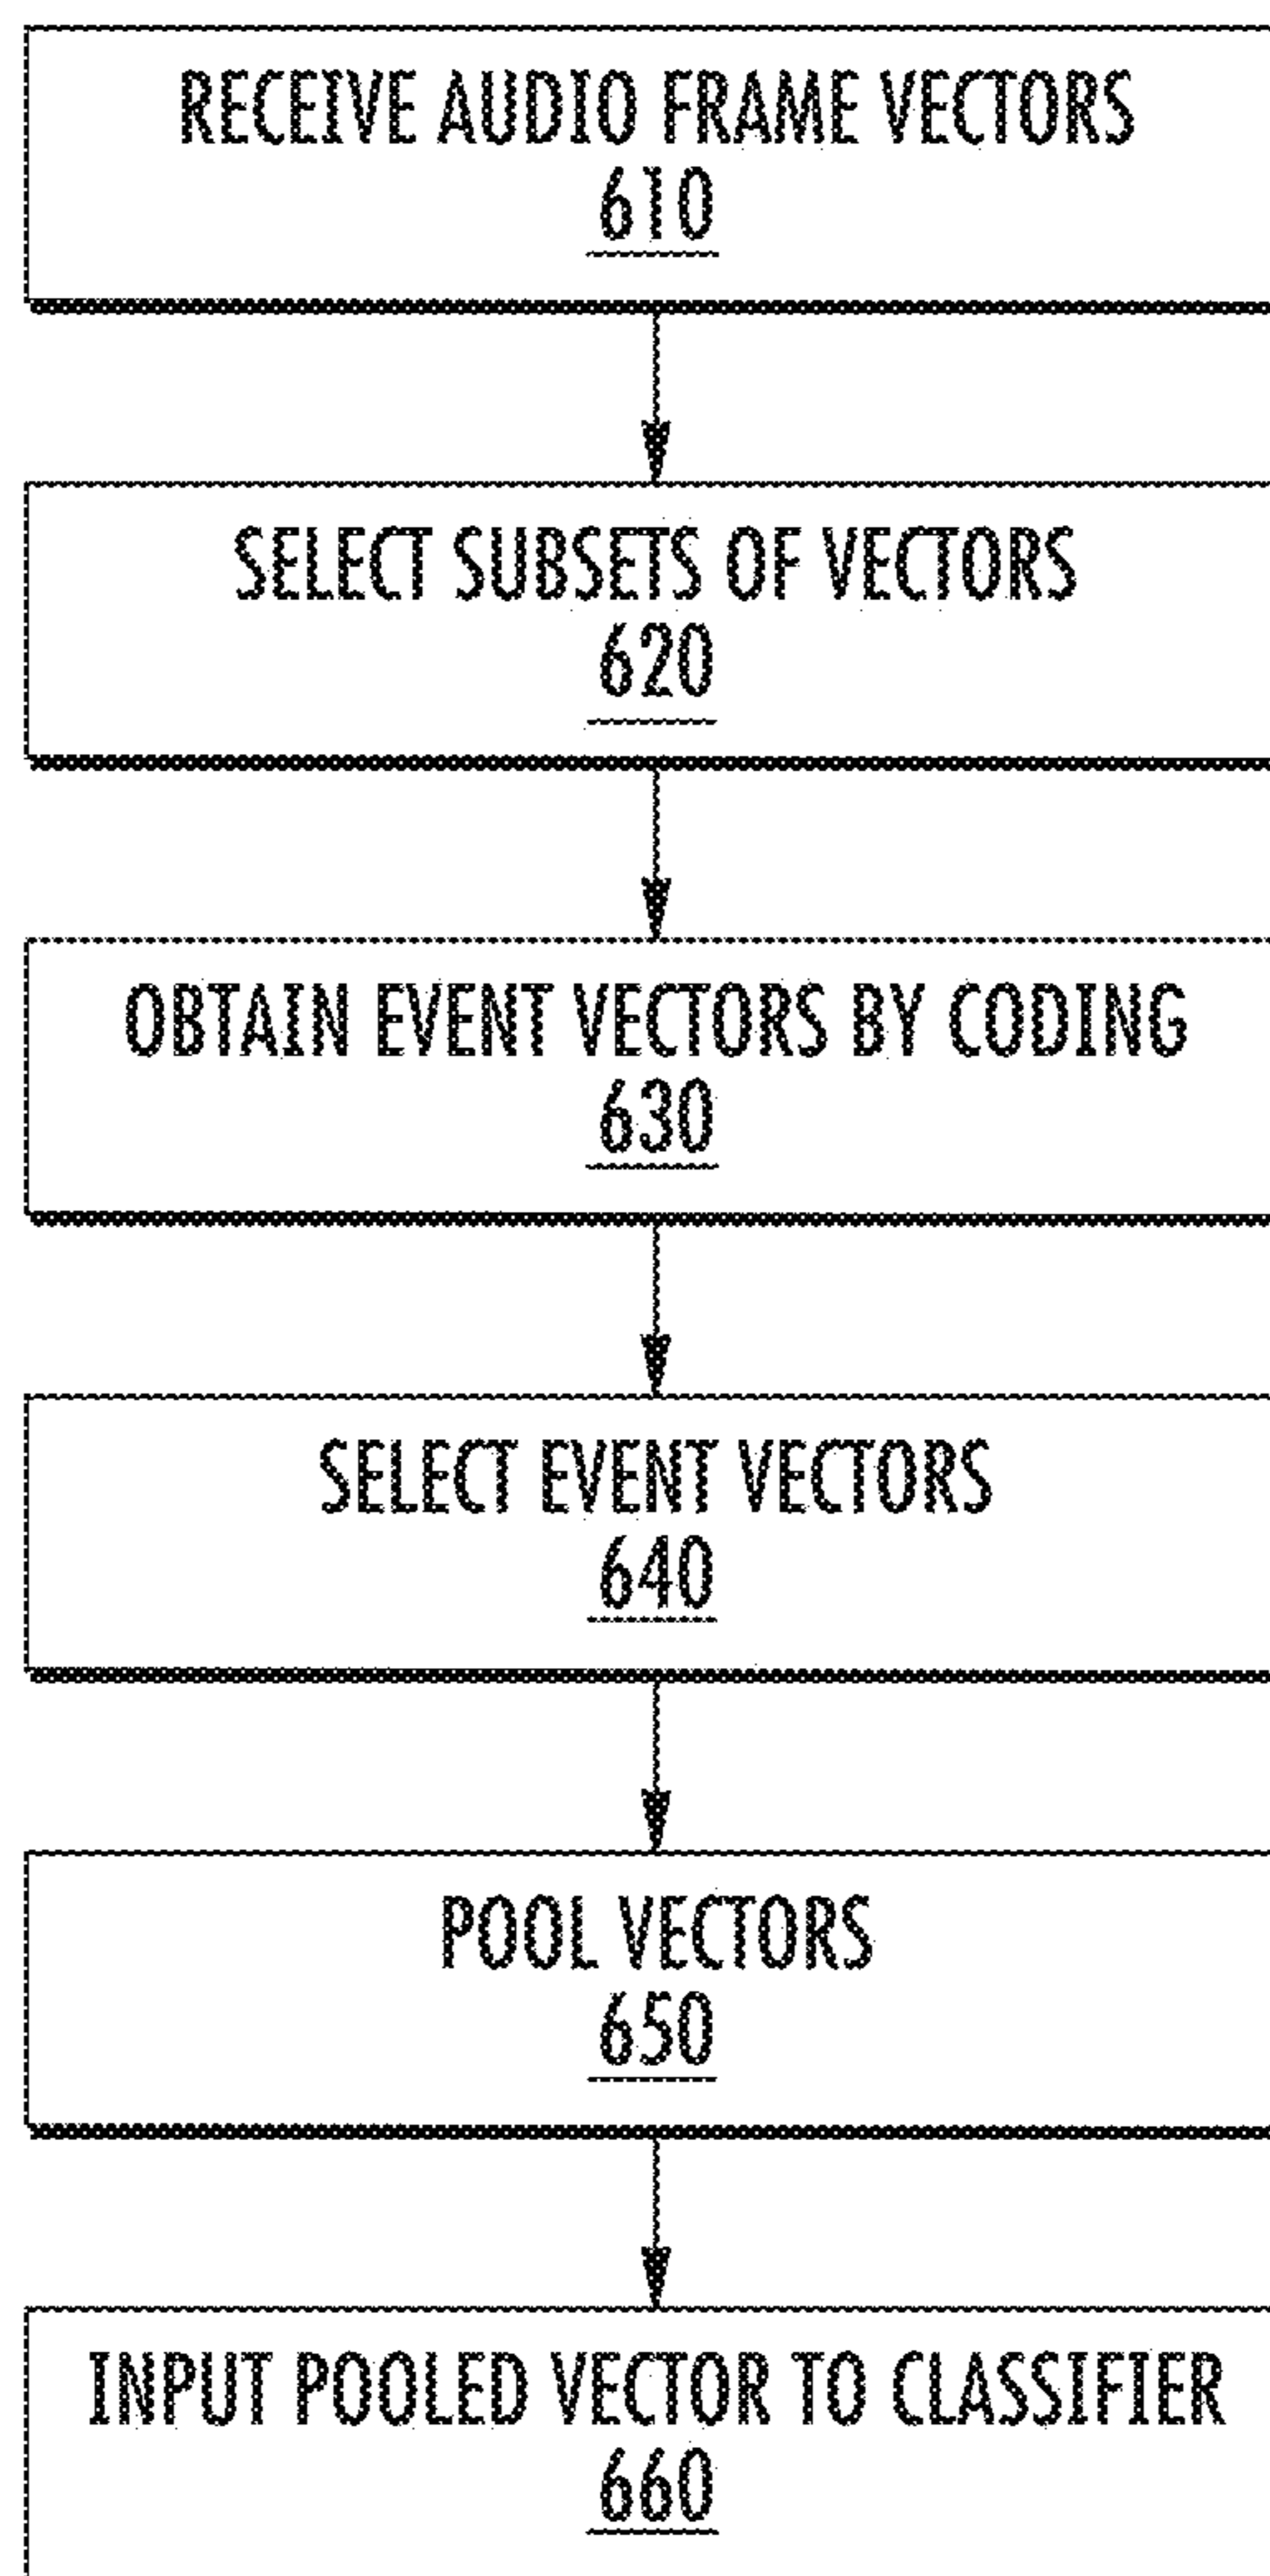 RECEIVE AUDIO FRAME VECTORS
610
SELECT SUBSETS OF VECTORS
620
OBTAIN EVENT VECTORS BY CODING
630
SELECT EVENT VECTORS
640
POOL VECTORS
650
INPUT POOLED VECTOR TO CLASSIFIER
660